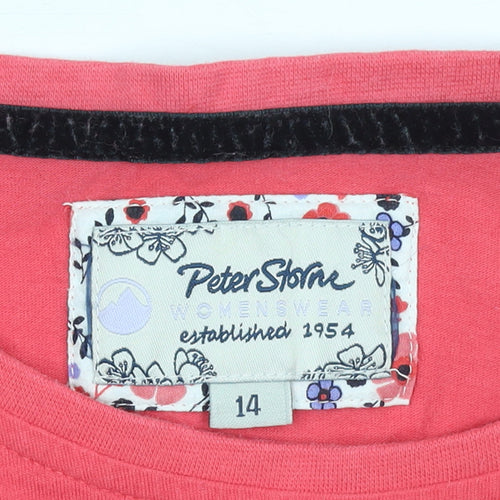 Peter Storm
WOMENSWEAR
established 1954
14